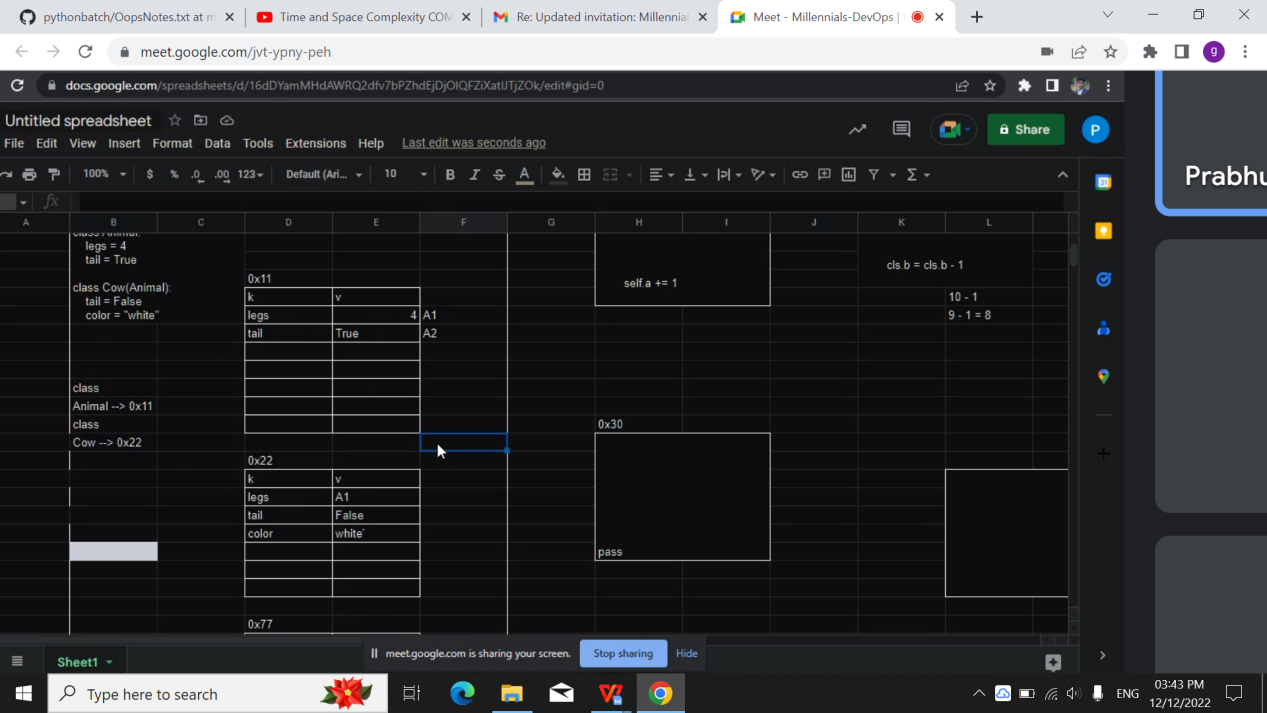 pythonbatch/OopsNotes.txt at m
Time and Space Complexity COM
Re: Updated invitation: Millennial
Meet - Millennials-DevOps |
meet.google.com/jvt-ypny-peh
g
docs.google.com/spreadsheets/d/16dDYamMHdAWRQ2dfv7bPZhdEjDjOlQFZiXatIJTjZOk/edit#gid=0
Untitled spreadsheet
File Edit View Insert Format Data Tools Extensions Help Last edit was seconds ago
Share
P
Prabhu
100% $ % .0 .00 123 Default (Ari... 10 B I S A
fx
31
A B C D E F G H I J K L
class Animal:
legs = 4
tail = True
class Cow(Animal):
tail = False
color = "white"
0x11
k v
legs 4 A1
tail True A2
self.a += 1
cls.b = cls.b - 1
10 - 1
9 - 1 = 8
class
Animal --> 0x11
class
Cow --> 0x22
0x22
k v
legs A1
tail False
color white'
0x30
pass
0x77
Sheet1
meet.google.com is sharing your screen. Stop sharing Hide
Type here to search
ENG
03:43 PM
12/12/2022